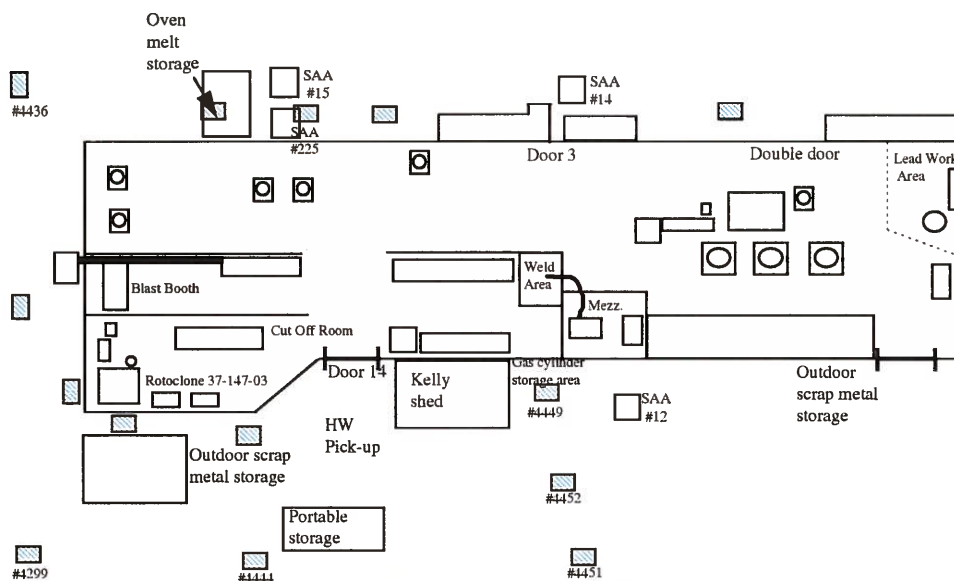 Oven
melt
storage
SAA
#15
SAA
#225
SAA
#14
#4436
Door 3
Double door
Lead Work
Area
Blast Booth
Weld
Area
Mezz.
Cut Off Room
Rotoclone 37-147-03
Door 14
Kelly
shed
Gas cylinder
storage area
#4449
SAA
#12
Outdoor
scrap metal
storage
HW
Pick-up
Outdoor scrap
metal storage
#4452
Portable
storage
#4299
#4451